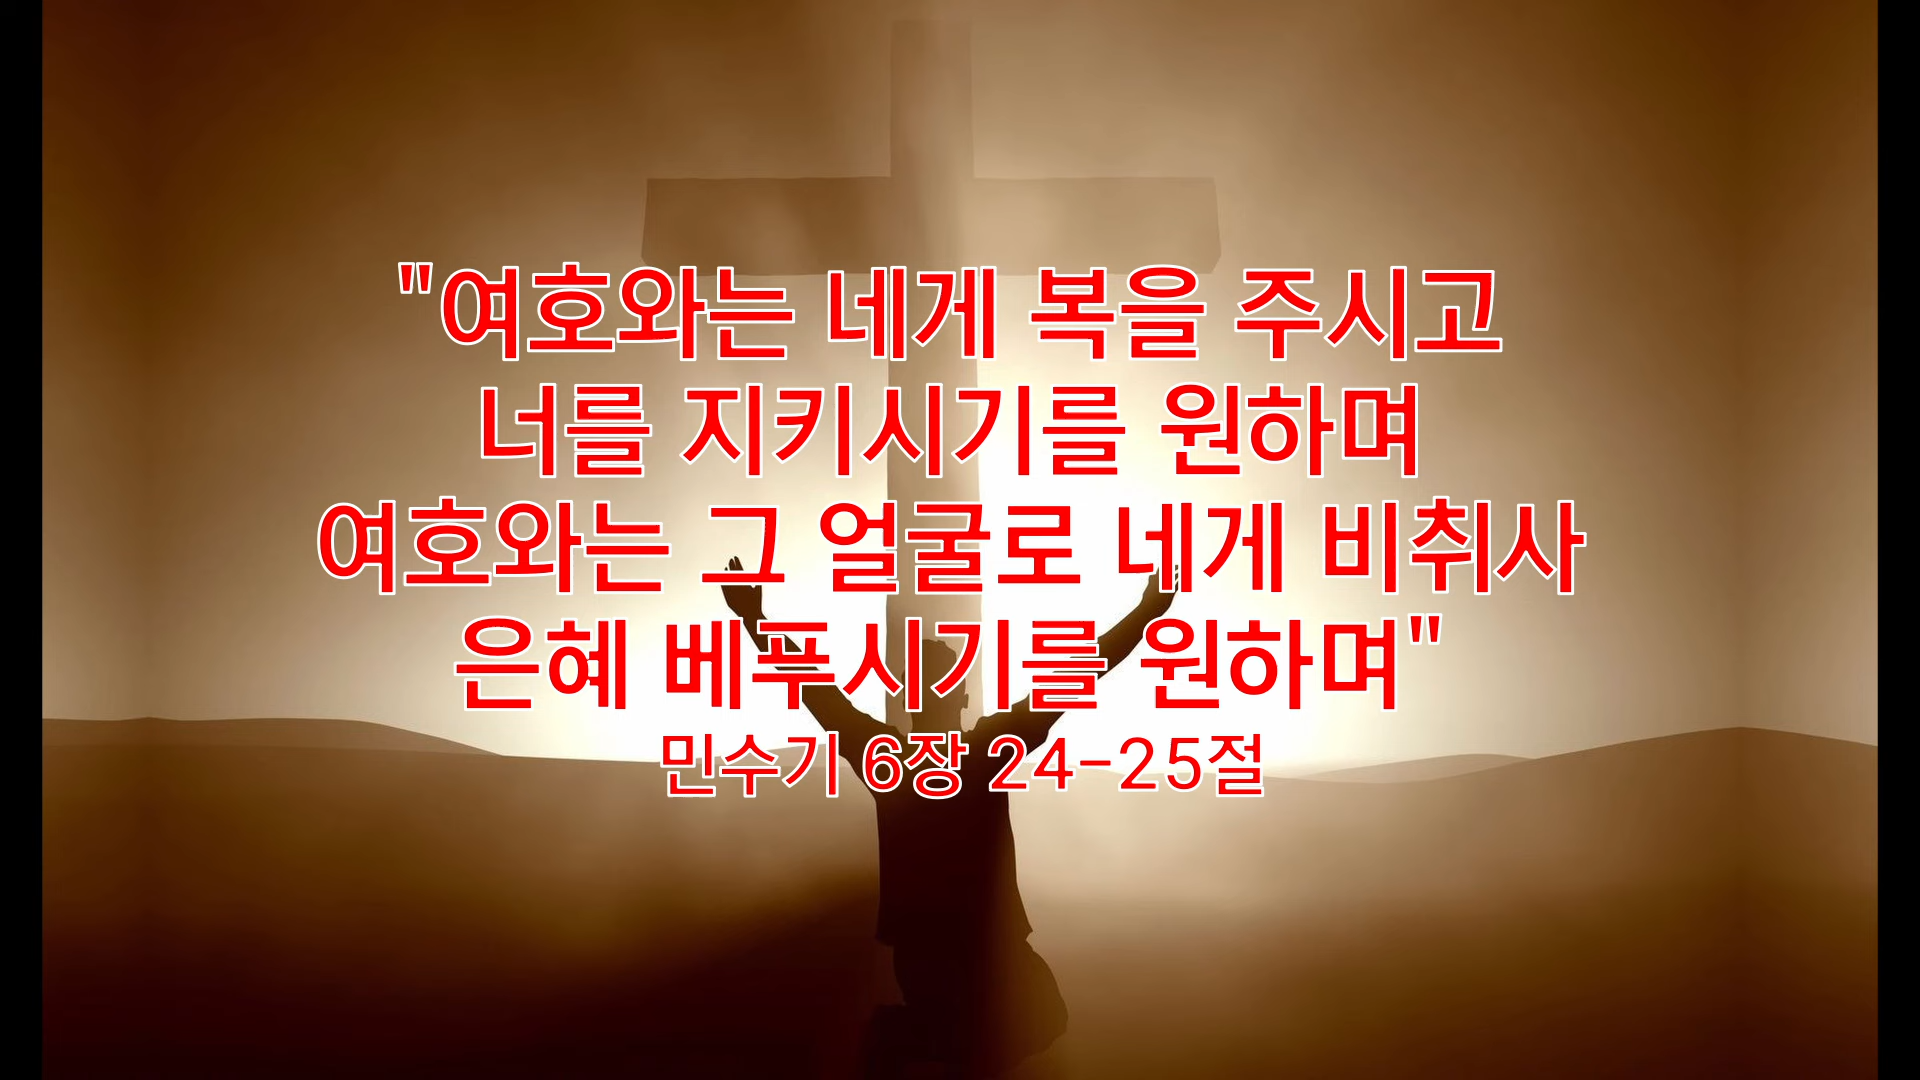 "여호와는 네게 복을 주시고
너를 지키시기를 원하며
여호와는 그 얼굴로 네게 비취사
은혜 베푸시기를 원하며"
민수기 6장 24-25절